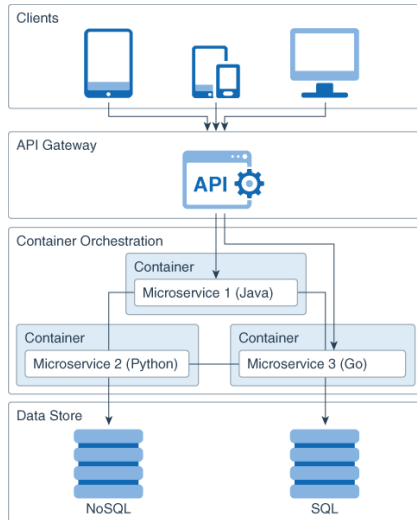 Clients
API Gateway
API
Container Orchestration
Container
Microservice 1 (Java)
Container
Microservice 2 (Python)
Container
Microservice 3 (Go)
Data Store
NoSQL
SQL